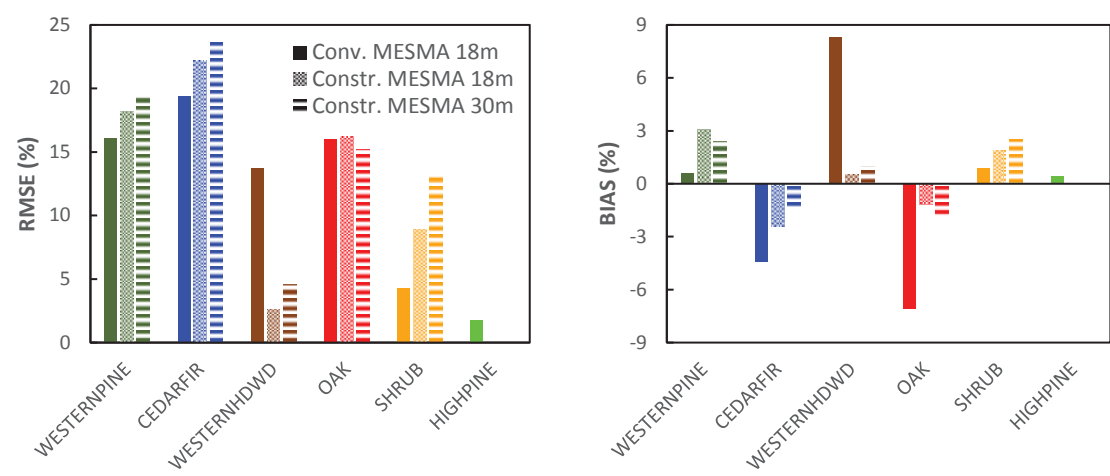 25
20
15
10
5
0
RMSE (%)
Conv. MESMA 18m
Constr. MESMA 18m
Constr. MESMA 30m
WESTERNPINE
CEDARFIR
WESTERNHDWD
OAK
SHRUB
HIGHPINE
9
6
3
0
-3
-6
-9
BIAS (%)
WESTERNPINE
CEDARFIR
WESTERNHDWD
OAK
SHRUB
HIGHPINE